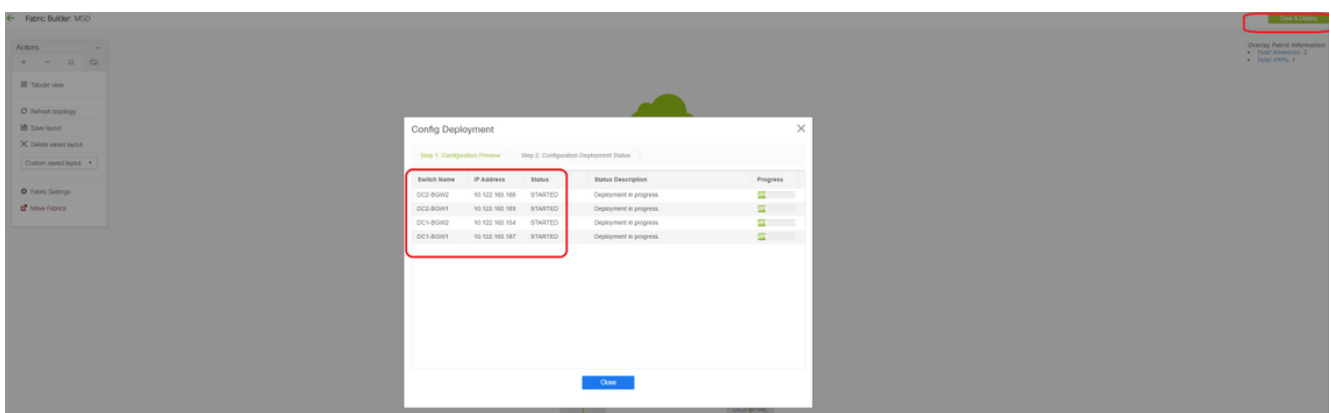 Fabric Builder: MSD
Save & Deploy
Actions
Tabular view
Refresh topology
Save layout
Delete saved layout
Custom saved layout
Fabric Settings
Move Fabrics
Overlay Fabric Information
Total Networks: 2
Total VRFs: 1
Config Deployment
Step 1. Configuration Preview
Step 2. Configuration Deployment Status
Switch Name IP Address Status Status Description Progress
DC2-BGW2 10.122.165.188 STARTED Deployment in progress.
DC2-BGW1 10.122.165.189 STARTED Deployment in progress.
DC1-BGW2 10.122.165.154 STARTED Deployment in progress.
DC1-BGW1 10.122.165.187 STARTED Deployment in progress.
Close